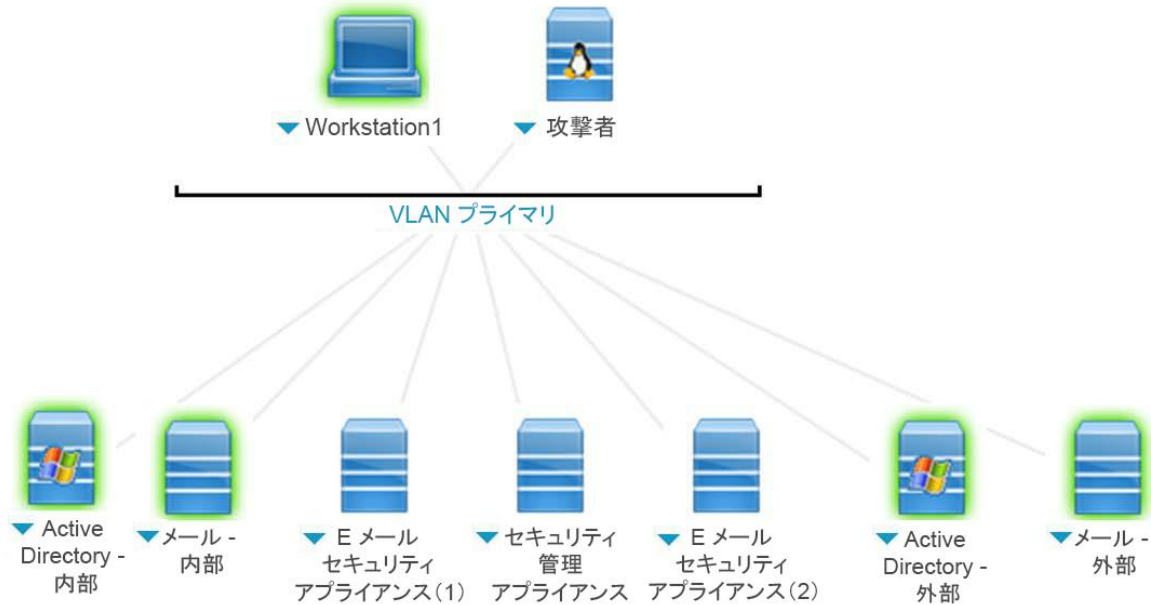 Workstation1
攻撃者
VLAN プライマリ
Active
Directory -
内部
メール -
内部
E メール
セキュリティ
アプライアンス(1)
セキュリティ
管理
アプライアンス
E メール
セキュリティ
アプライアンス(2)
Active
Directory -
外部
メール -
外部